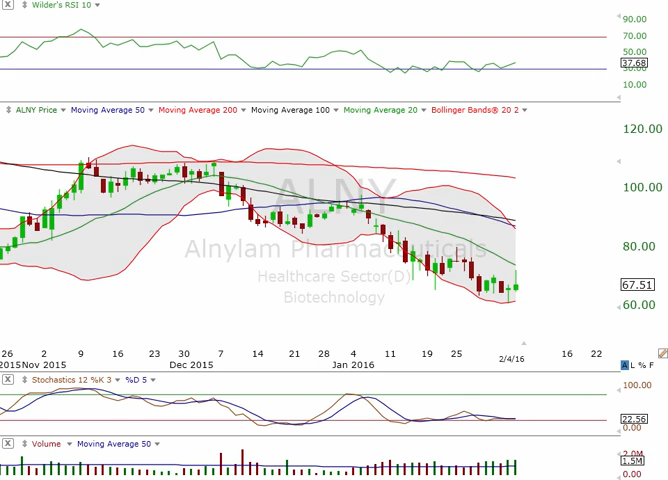 X Wilder's RSI 10
90.00
70.00
50.00
37.68
30.00
10.00
X ALNY Price Moving Average 50 Moving Average 200 Moving Average 100 Moving Average 20 Bollinger Bands® 20 2
120.00
ALNY
100.00
Alnylam Pharmaceuticals
80.00
Healthcare Sector(D)
67.51
Biotechnology
60.00
26 2 9 16 23 30 7 14 21 28 4 11 19 25 2/4/16 16 22
Nov 2015 Dec 2015 Jan 2016
A L % F
X Stochastics 12 %K 3 %D 5
100.00
22.56
0.00
X Volume Moving Average 50
2.0M
1.5M
0.00